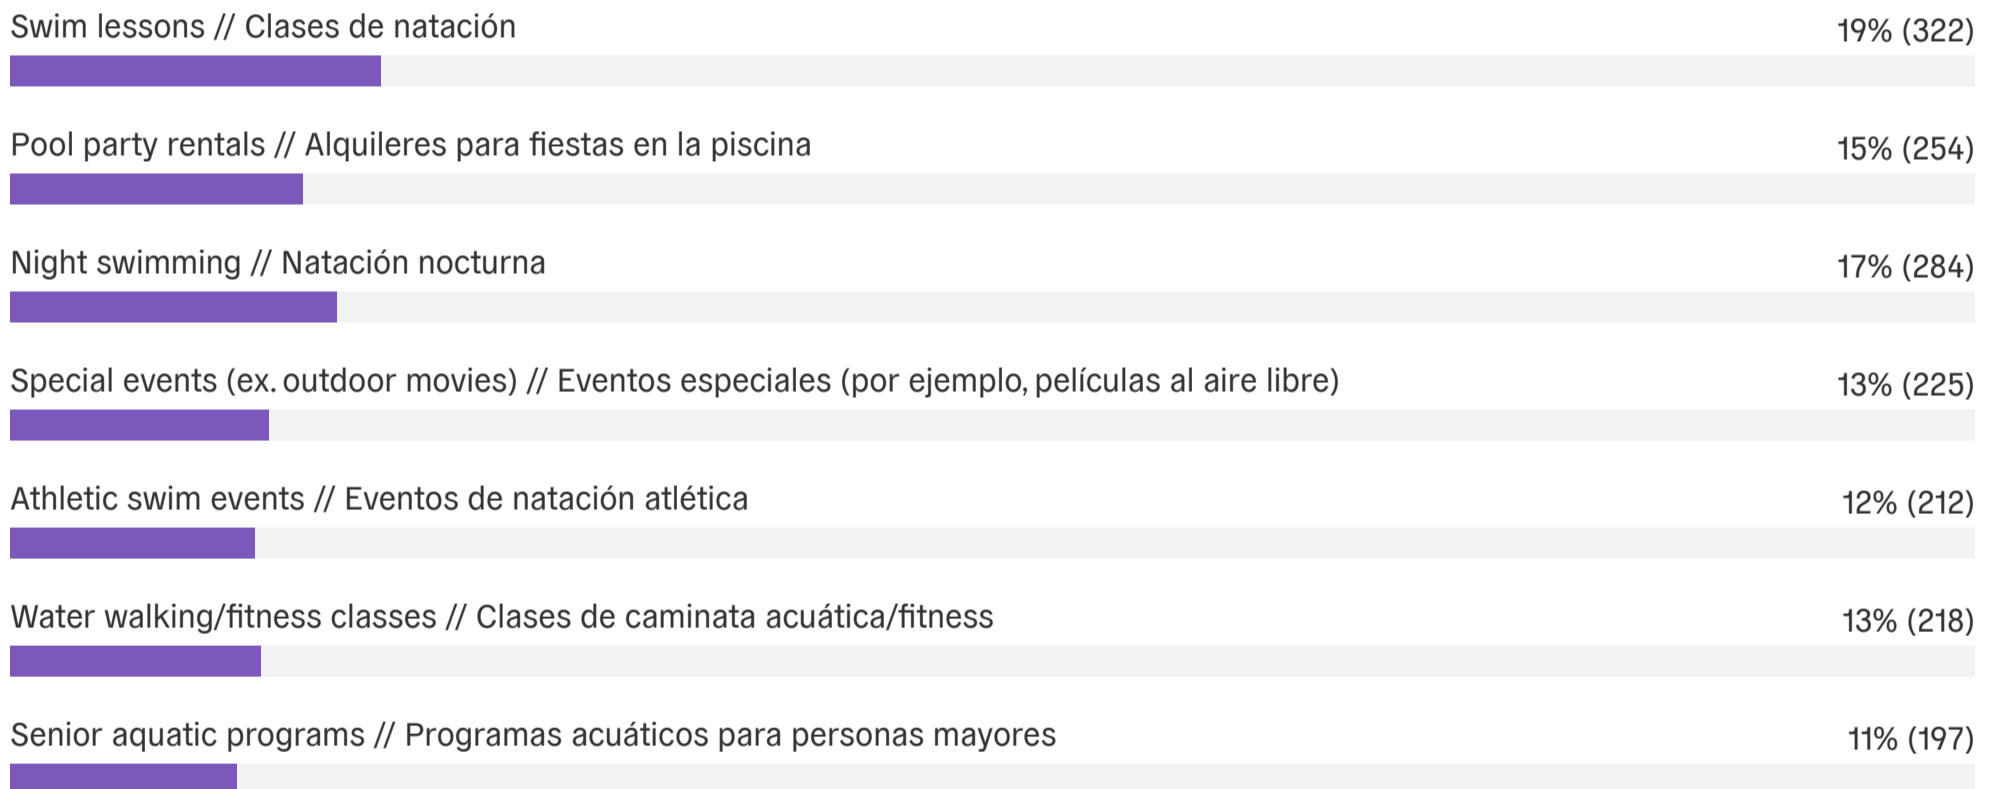 Swim lessons // Clases de natación 19% (322)
Pool party rentals // Alquileres para fiestas en la piscina 15% (254)
Night swimming // Natación nocturna 17% (284)
Special events (ex. outdoor movies) // Eventos especiales (por ejemplo, películas al aire libre) 13% (225)
Athletic swim events // Eventos de natación atlética 12% (212)
Water walking/fitness classes // Clases de caminata acuática/fitness 13% (218)
Senior aquatic programs // Programas acuáticos para personas mayores 11% (197)